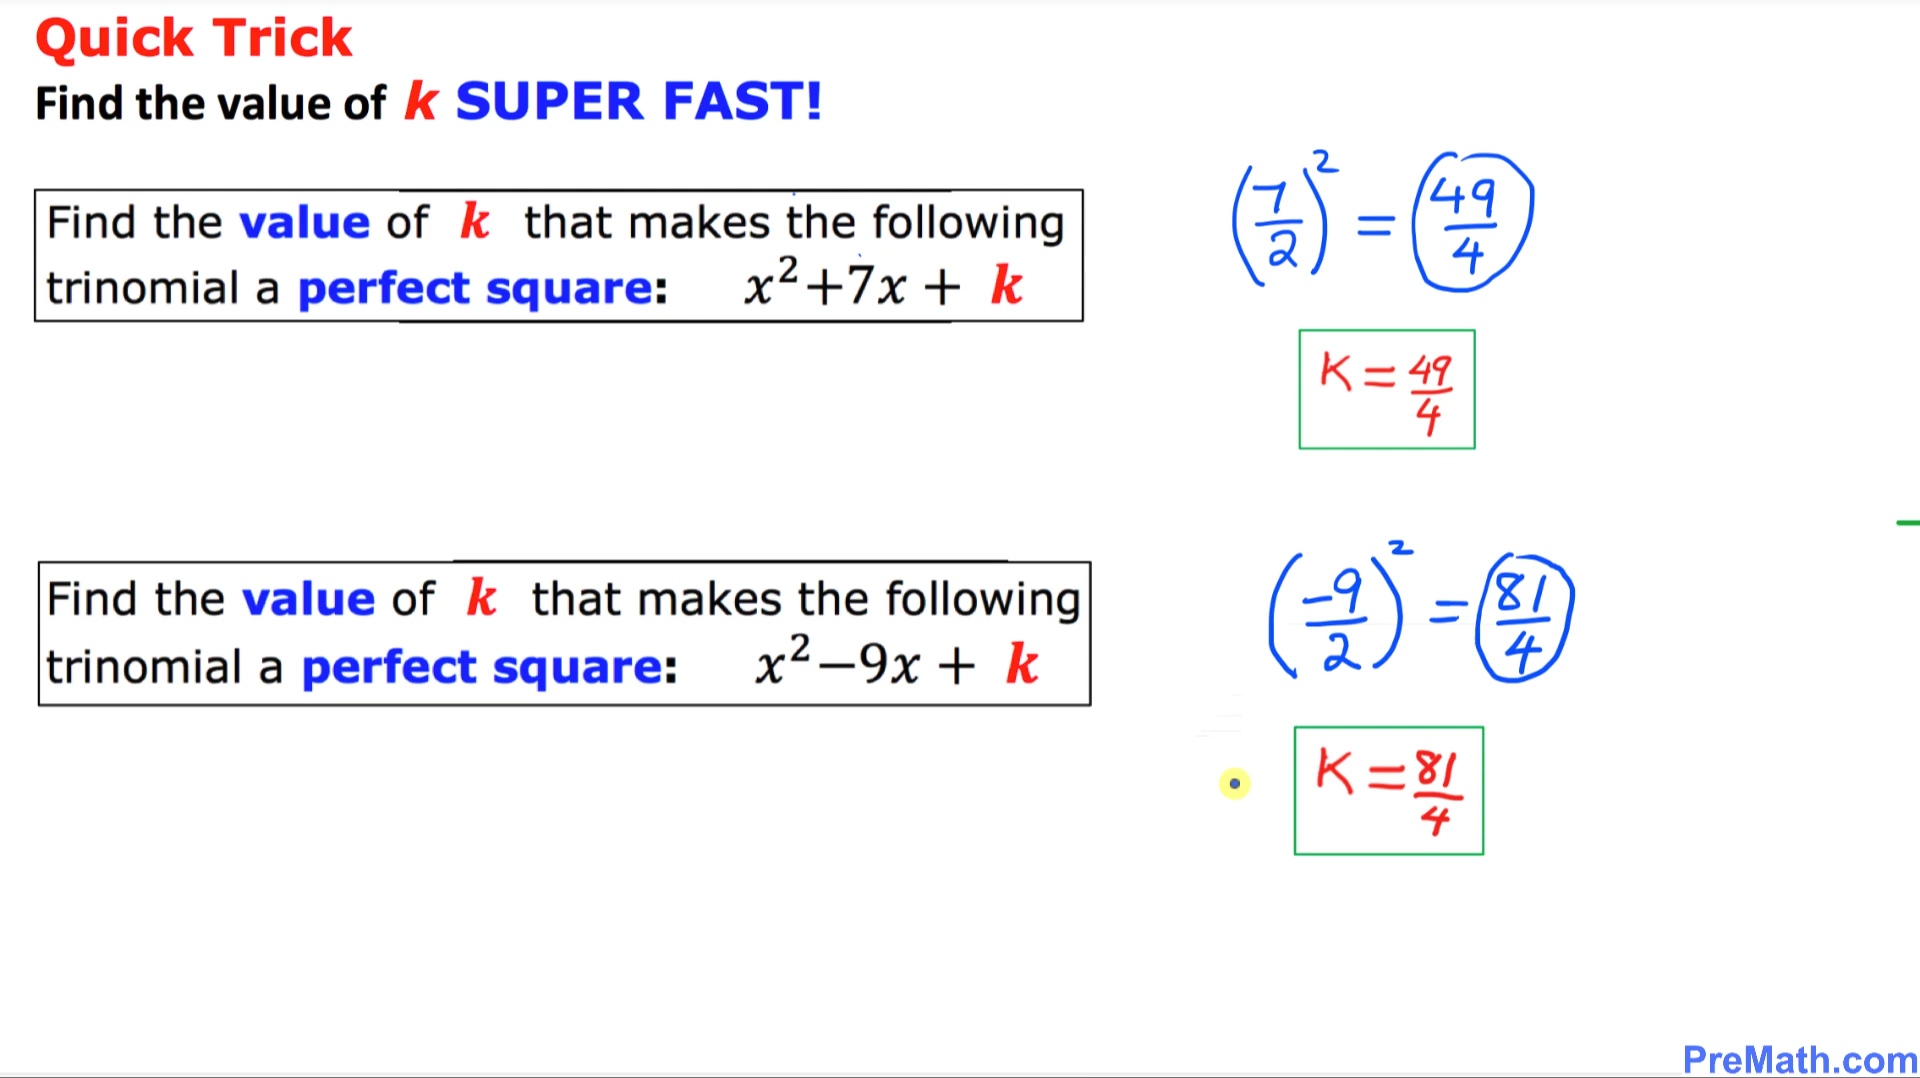 Quick Trick
Find the value of k SUPER FAST!
Find the value of k that makes the following
trinomial a perfect square: x²+7x + k
(7/2)² = 49/4
K = 49/4
Find the value of k that makes the following
trinomial a perfect square: x²−9x + k
(−9/2)² = 81/4
K = 81/4
PreMath.com